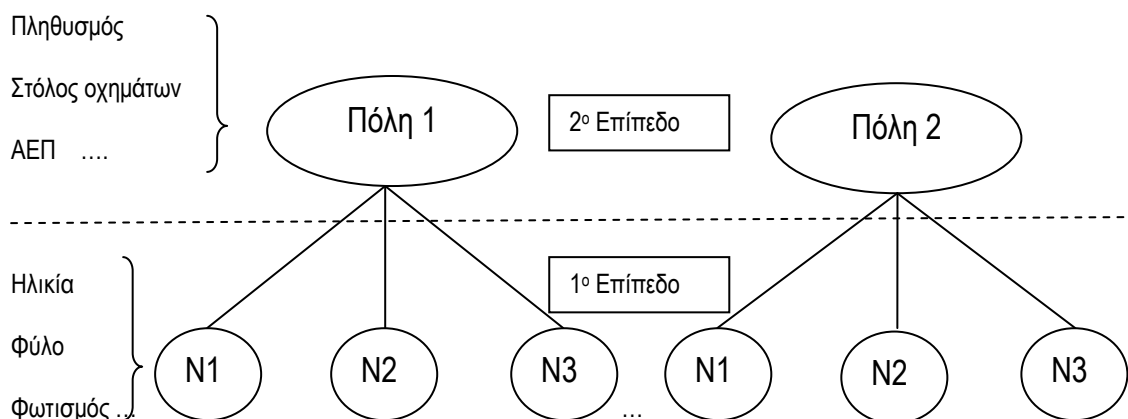 Πληθυσμός
Στόλος οχημάτων
ΑΕΠ ….
Πόλη 1
2ο Επίπεδο
Πόλη 2
Ηλικία
Φύλο
Φωτισμός …
1ο Επίπεδο
N1
N2
N3
…
N1
N2
N3